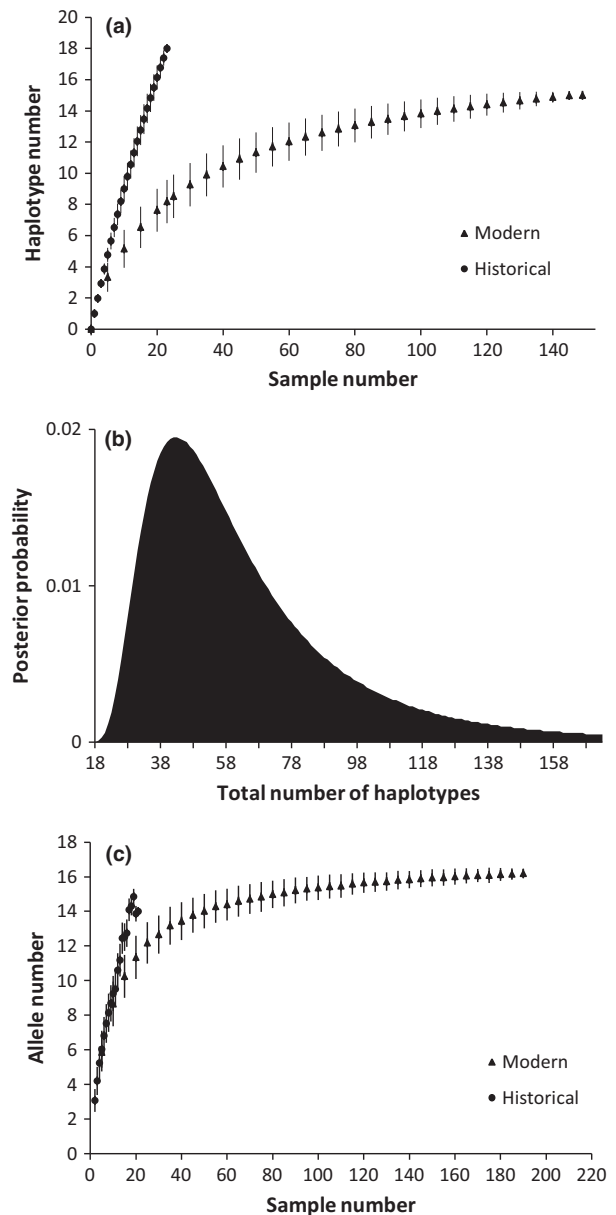 (a)
20
18
16
14
12
10
8
6
4
2
0
Haplotype number
Modern
Historical
0 20 40 60 80 100 120 140
Sample number
(b)
0.02
0.01
0
Posterior probability
18 38 58 78 98 118 138 158
Total number of haplotypes
(c)
18
16
14
12
10
8
6
4
2
0
Allele number
Modern
Historical
0 20 40 60 80 100 120 140 160 180 200 220
Sample number